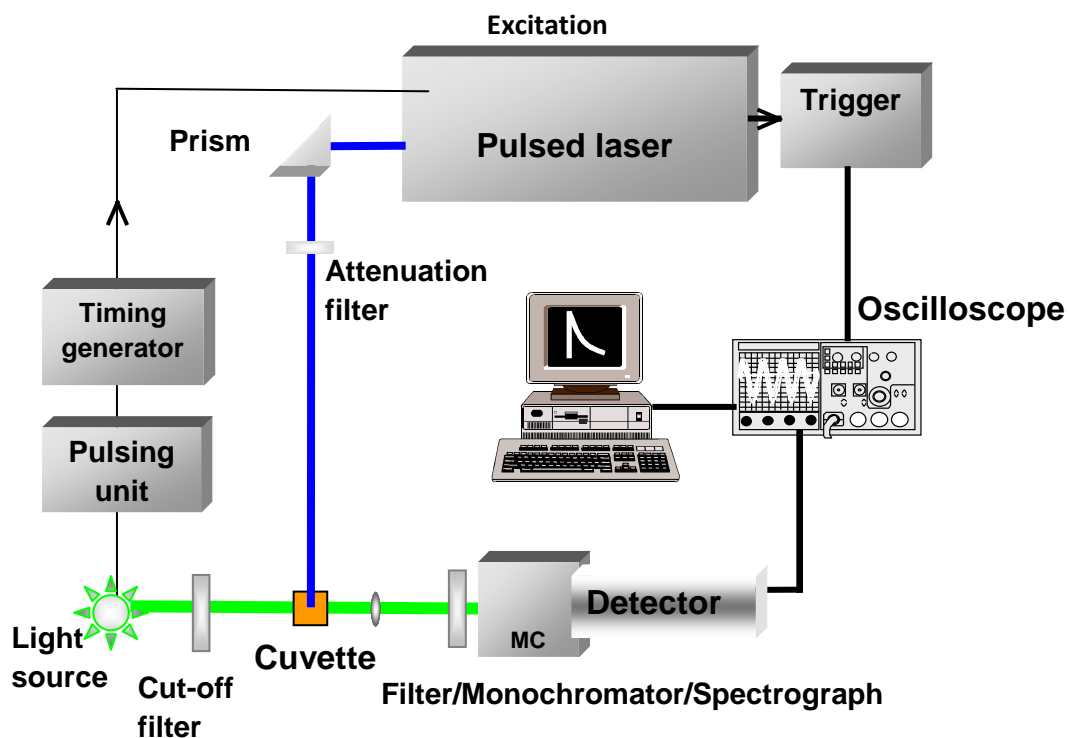 Excitation
Pulsed laser
Trigger
Prism
Attenuation
filter
Timing
generator
Oscilloscope
Pulsing
unit
Light
source
Cut-off
filter
Cuvette
MC
Detector
Filter/Monochromator/Spectrograph